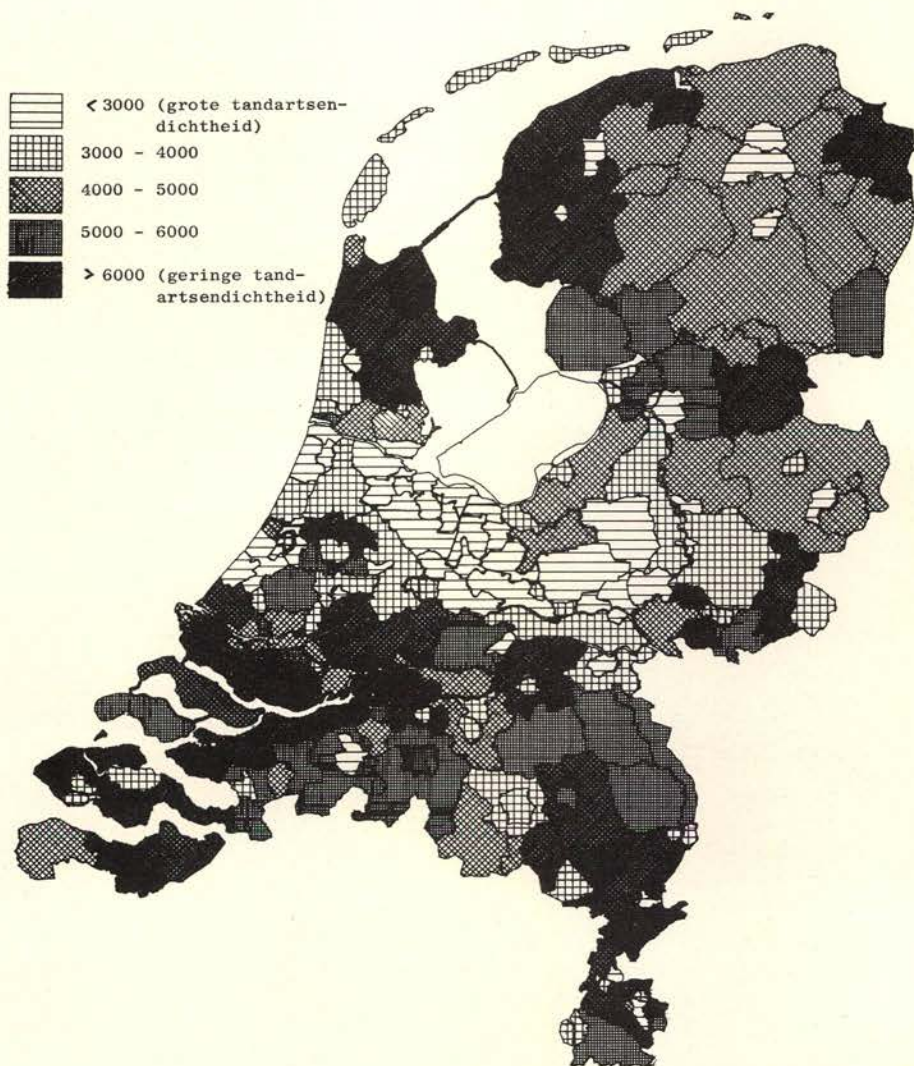 < 3000 (grote tandartsen-
dichtheid)
3000 - 4000
4000 - 5000
5000 - 6000
> 6000 (geringe tand-
artsendichtheid)